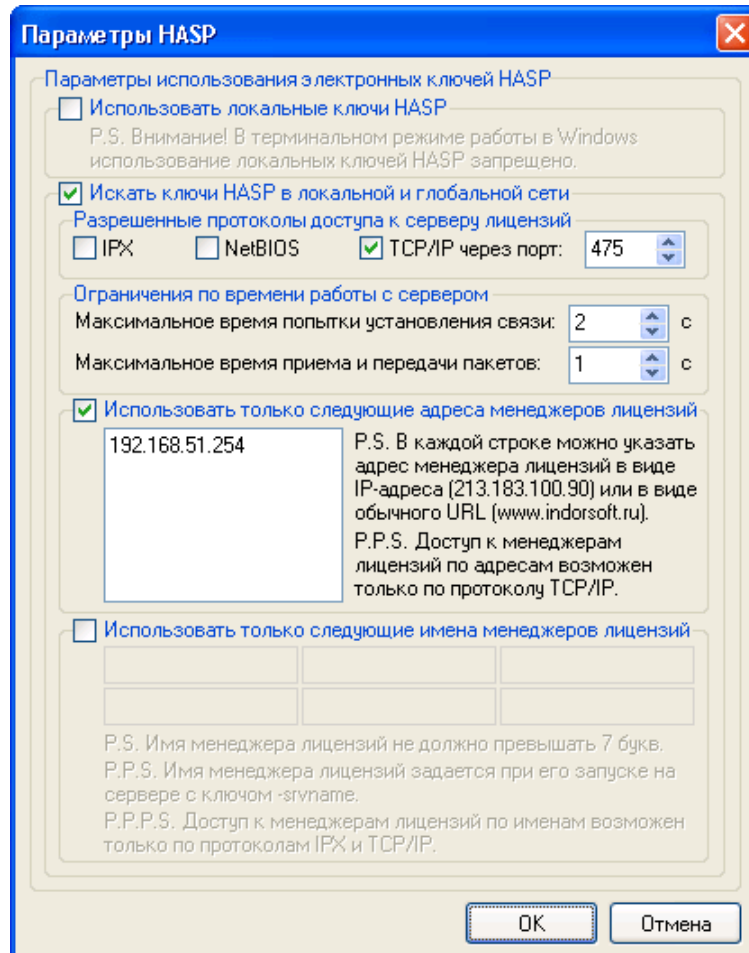 Параметры HASP
Параметры использования электронных ключей HASP
Использовать локальные ключи HASP
P.S. Внимание! В терминальном режиме работы в Windows
использование локальных ключей HASP запрещено.
Искать ключи HASP в локальной и глобальной сети
Разрешенные протоколы доступа к серверу лицензий
IPX NetBIOS TCP/IP через порт: 475
Ограничения по времени работы с сервером
Максимальное время попытки установления связи: 2 с
Максимальное время приема и передачи пакетов: 1 с
Использовать только следующие адреса менеджеров лицензий
192.168.51.254
P.S. В каждой строке можно указать
адрес менеджера лицензий в виде
IP-адреса (213.183.100.90) или в виде
обычного URL (www.indorsoft.ru).
P.P.S. Доступ к менеджерам
лицензий по адресам возможен
только по протоколу TCP/IP.
Использовать только следующие имена менеджеров лицензий
P.S. Имя менеджера лицензий не должно превышать 7 букв.
P.P.S. Имя менеджера лицензий задается при его запуске на
сервере с ключом -srvname.
P.P.P.S. Доступ к менеджерам лицензий по именам возможен
только по протоколам IPX и TCP/IP.
OK Отмена